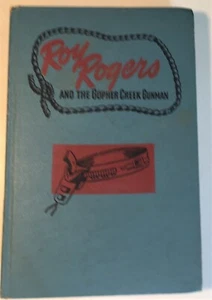 Roy
Rogers
AND THE GOPHER CREEK GUNMAN